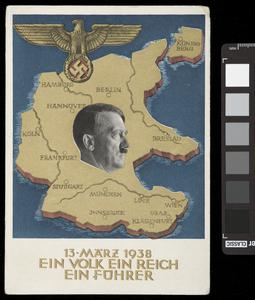 KÖNIGS
BERG
HAMBURG
BERLIN
HANNOVER
KÖLN
BRESLAU
FRANKFURT
STUTTGART
MÜNCHEN
LINZ
WIEN
INNSBRUCK
GRAZ
KLAGENFURT
13·MÄRZ 1938
EIN VOLK EIN REICH
EIN FÜHRER
CLASSIC